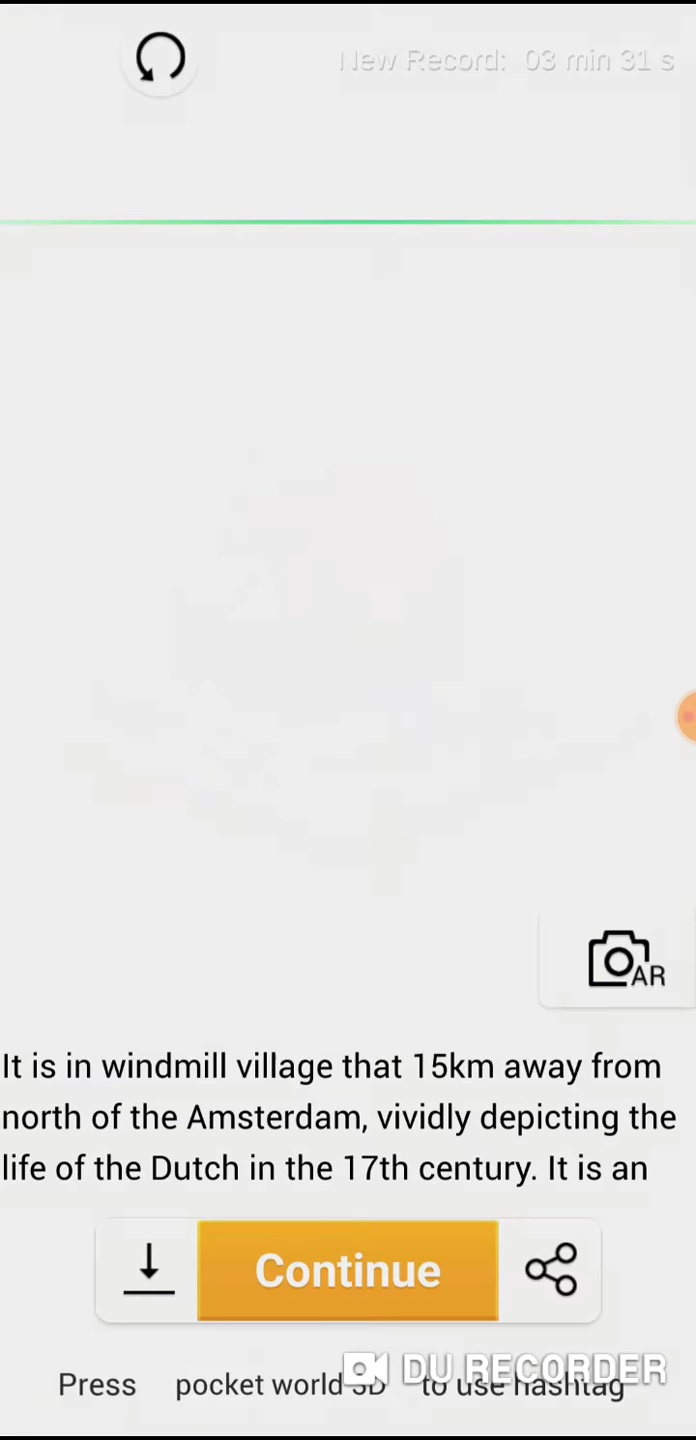 New Record: 03 min 31 s
AR
It is in windmill village that 15km away from
north of the Amsterdam, vividly depicting the
life of the Dutch in the 17th century. It is an
Continue
DU RECORDER
Press pocket world 3D to use hashtag